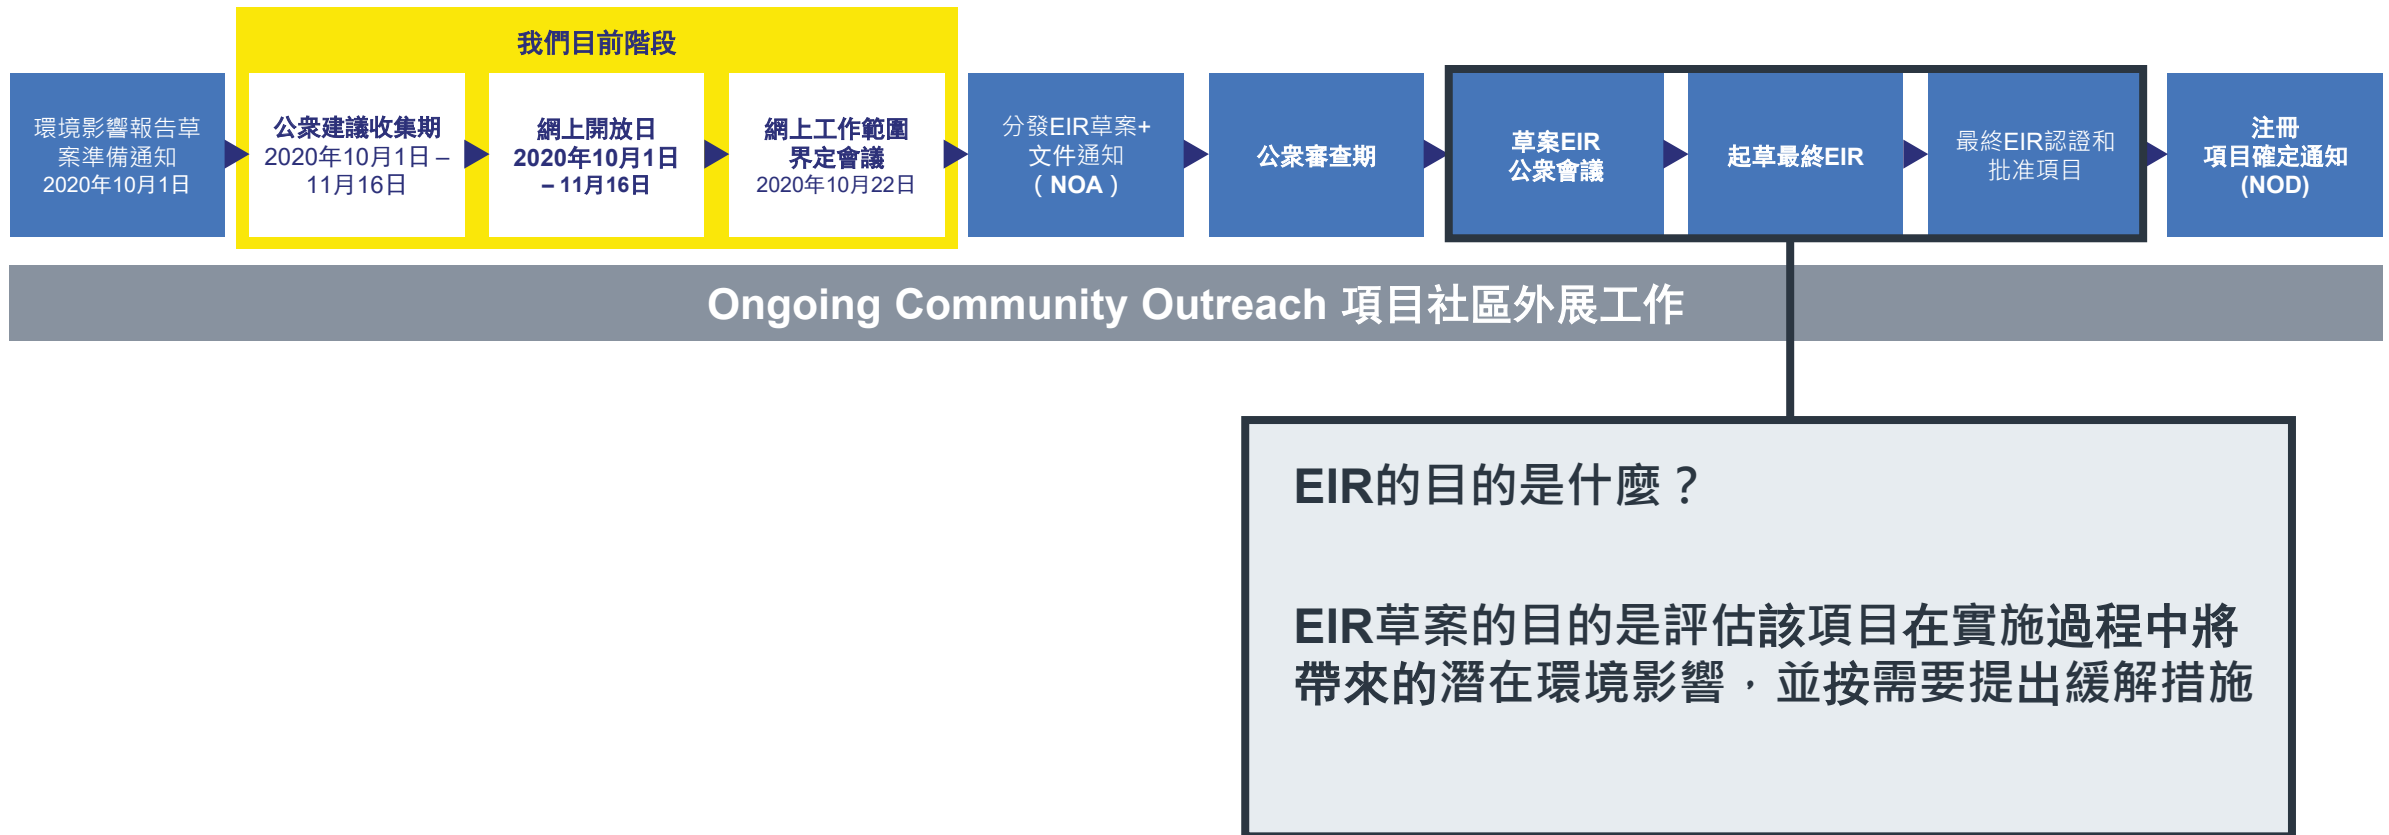 我們目前階段
環境影響報告草
案準備通知
2020年10月1日
公衆建議收集期
2020年10月1日 –
11月16日
網上開放日
2020年10月1日
– 11月16日
網上工作範圍
界定會議
2020年10月22日
分發EIR草案+
文件通知
（NOA）
公衆審查期
草案EIR
公衆會議
起草最終EIR
最終EIR認證和
批准項目
注冊
項目確定通知
(NOD)
Ongoing Community Outreach 項目社區外展工作
EIR的目的是什麼？
EIR草案的目的是評估該項目在實施過程中將
帶來的潛在環境影響，並按需要提出緩解措施